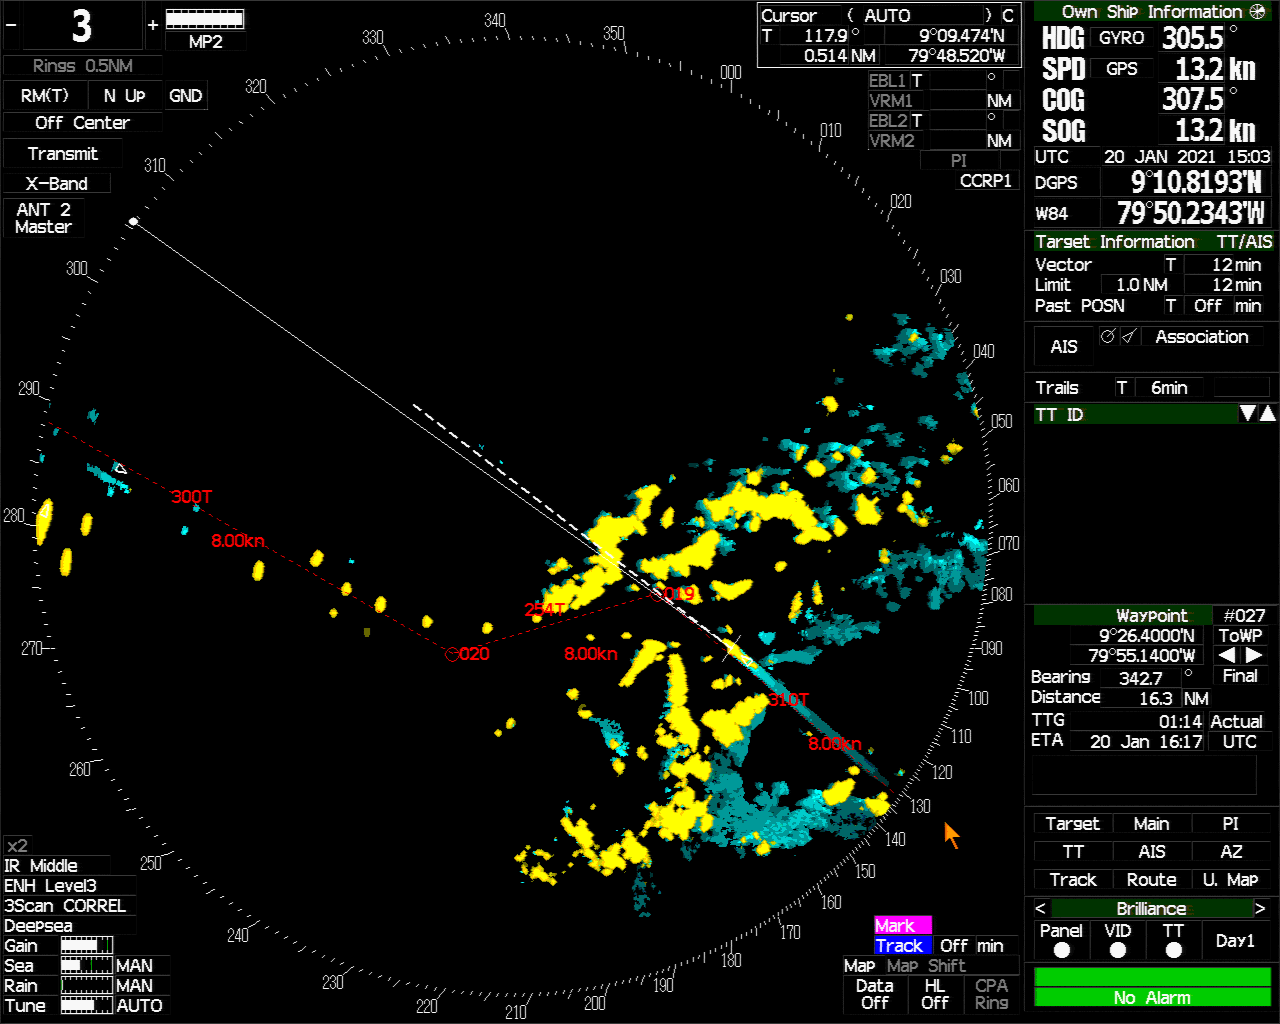 − 3 + MP2
Rings 0.5NM
RM(T) N Up GND
Off Center
Transmit
X-Band
ANT 2
Master
Cursor ( AUTO ) C
T 117.9° 9°09.474'N
0.514 NM 79°48.520'W
EBL1 T °
VRM1 NM
EBL2 T °
VRM2 NM
PI
CCRP1
340
350
330
000
320
010
310
020
300
030
040
290
050
280
060
070
080
270
090
100
110
260
120
130
140
250
150
160
240
170
180
230
190
220
200
210
300T
8.00kn
254T
019
020
8.00kn
310T
8.00kn
x2
IR Middle
ENH Level3
3Scan CORREL
Deepsea
Gain
Sea MAN
Rain MAN
Tune AUTO
Mark
Track Off min
Map Map Shift
Data Off
HL Off
CPA Ring
Own Ship Information
HDG GYRO 305.5°
SPD GPS 13.2 kn
COG 307.5°
SOG 13.2 kn
UTC 20 JAN 2021 15:03
DGPS 9°10.8193'N
W84 79°50.2343'W
Target Information TT/AIS
Vector T 12 min
Limit 1.0 NM 12 min
Past POSN T Off min
AIS Association
Trails T 6min
TT ID ▼▲
Waypoint #027
9°26.4000'N ToWP
79°55.1400'W ◀ ▶
Bearing 342.7° Final
Distance 16.3 NM
TTG 01:14 Actual
ETA 20 Jan 16:17 UTC
Target Main PI
TT AIS AZ
Track Route U. Map
< Brilliance >
Panel VID TT Day1
No Alarm